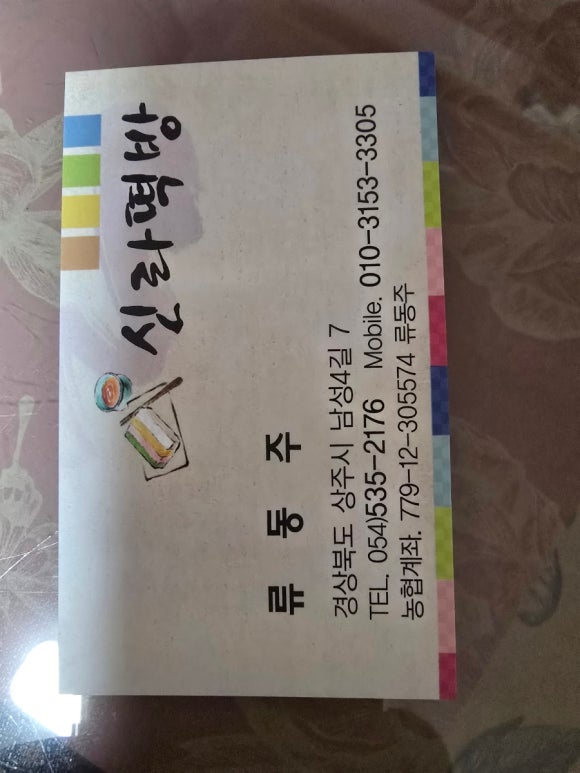 신라떡방
류 동 주
경상북도 상주시 남성4길 7
TEL. 054)535-2176 Mobile. 010-3153-3305
농협계좌. 779-12-305574 류동주